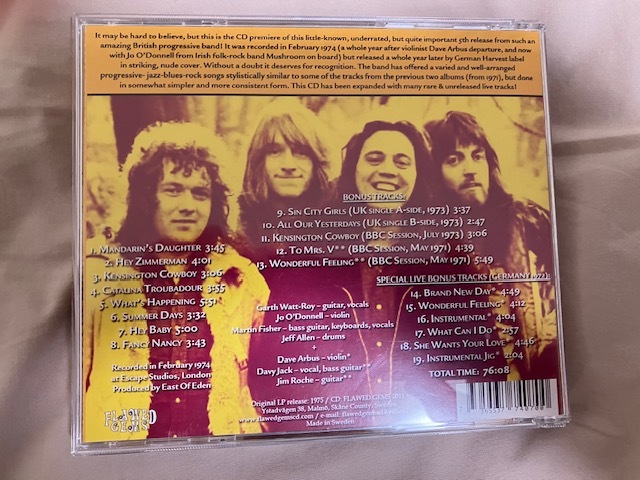 It may be hard to believe, but this is the CD premiere of this little-known, underrated, but quite important 5th release from such an
amazing British progressive band! It was recorded in February 1974 (a whole year after violinist Dave Arbus departure, and now
with Jo O'Donnell from Irish folk-rock band Mushroom on board) but released a whole year later by German Harvest label
in striking, nude cover. Without a doubt it deserves for recognition. The band has offered a varied and well-arranged
progressive- jazz-blues-rock songs stylistically similar to some of the tracks from the previous two albums (from 1971), but done
in somewhat simpler and more consistent form. This CD has been expanded with many rare & unreleased live tracks!
1. Mandarin's Daughter 3:45
2. Hey Zimmerman 4:01
3. Kensington Cowboy 3:06
4. Catalina Troubadour 3:55
5. What's Happening 5:51
6. Summer Days 3:32
7. Hey Baby 5:00
8. Fancy Nancy 3:43
Recorded in February 1974
at Escape Studios, London
Produced by East Of Eden
FLAWED
GEMS
Bonus Tracks:
9. Sin City Girls (UK single A-side, 1973) 3:37
10. All Our Yesterdays (UK single B-side, 1973) 2:47
11. Kensington Cowboy (BBC Session, July 1973) 3:06
12. To Mrs. V** (BBC Session, May 1971) 4:39
13. Wonderful Feeling** (BBC Session, May 1971) 5:49
Special Live Bonus Tracks (Germany 1972):
14. Brand New Day* 4:49
15. Wonderful Feeling* 4:12
16. Instrumental* 4:04
17. What Can I Do* 2:57
18. She Wants Your Love* 4:46
19. Instrumental Jig* 2:04
Total time: 76:08
Garth Watt-Roy – guitar, vocals
Jo O'Donnell – violin
Martin Fisher – bass guitar, keyboards, vocals
Jeff Allen – drums
+
Dave Arbus – violin*
Davy Jack – vocal, bass guitar**
Jim Roche – guitar**
Original LP release: 1975 / CD: FLAWED GEMS
Ystadvägen 38, Malmö, Skåne County, Sweden
www.flawedgemscd.com / e-mail:
Made in Sweden